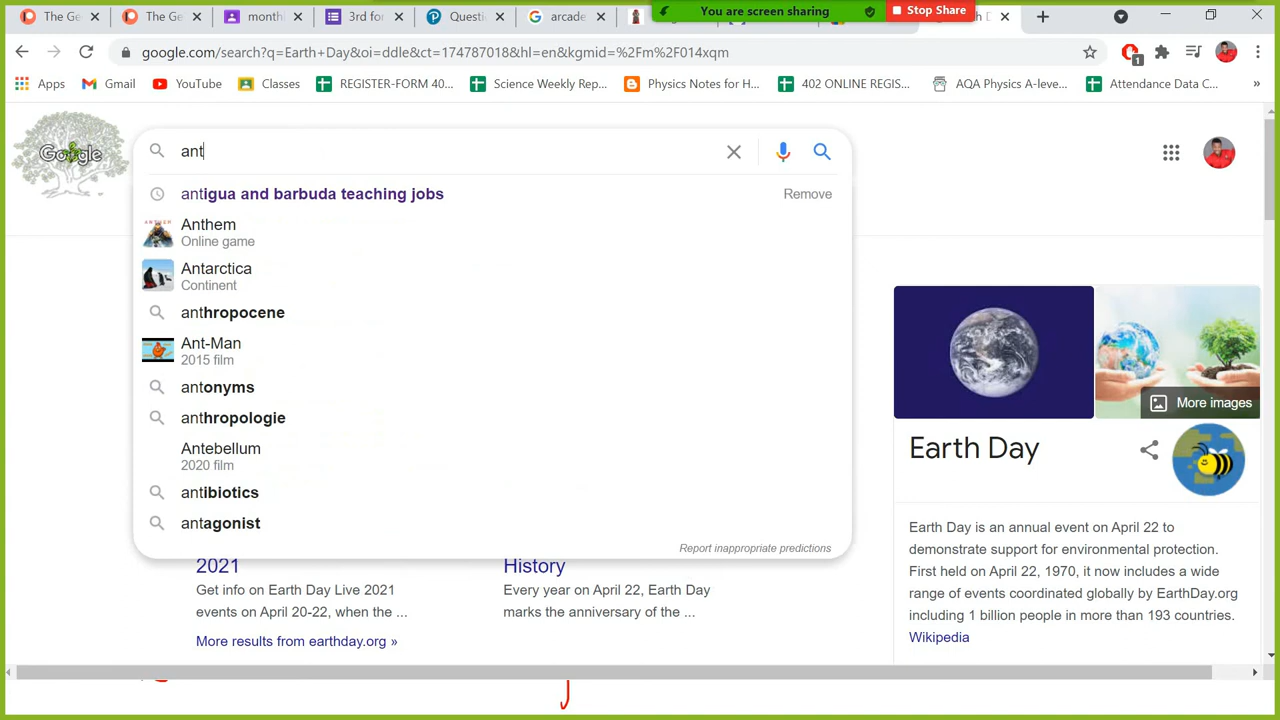 The Ge
The Ge
month
3rd for
Questi
arcade
You are screen sharing
Stop Share
google.com/search?q=Earth+Day&oi=ddle&ct=174787018&hl=en&kgmid=%2Fm%2F014xqm
1
Apps
Gmail
YouTube
Classes
REGISTER-FORM 40...
Science Weekly Rep...
Physics Notes for H...
402 ONLINE REGIS...
AQA Physics A-leve...
Attendance Data C...
»
Google
ant
antigua and barbuda teaching jobs
Remove
Anthem
Online game
Antarctica
Continent
anthropocene
Ant-Man
2015 film
antonyms
anthropologie
Antebellum
2020 film
antibiotics
antagonist
Report inappropriate predictions
2021
Get info on Earth Day Live 2021
events on April 20-22, when the ...
History
Every year on April 22, Earth Day
marks the anniversary of the ...
More results from earthday.org »
More images
Earth Day
Earth Day is an annual event on April 22 to
demonstrate support for environmental protection.
First held on April 22, 1970, it now includes a wide
range of events coordinated globally by EarthDay.org
including 1 billion people in more than 193 countries.
Wikipedia